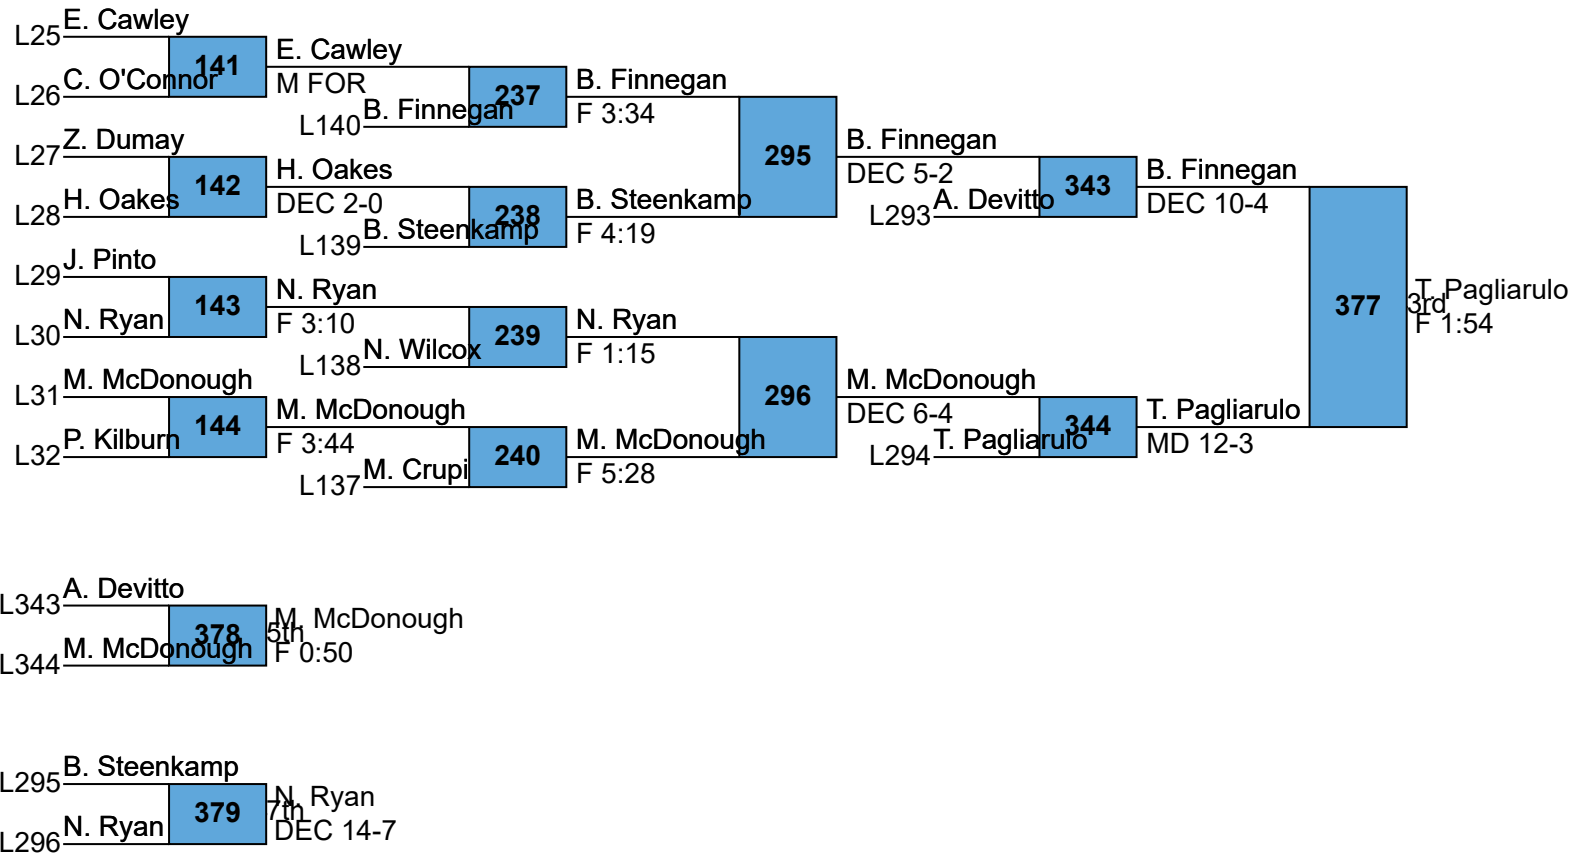 E. Cawley
L25
141
E. Cawley
C. O'Connor
L26
M FOR
237
B. Finnegan
B. Finnegan
L140
F 3:34
Z. Dumay
L27
295
B. Finnegan
142
H. Oakes
DEC 5-2
343
B. Finnegan
H. Oakes
L28
DEC 2-0
238
B. Steenkamp
A. Devitto
L293
DEC 10-4
B. Steenkamp
L139
F 4:19
J. Pinto
L29
143
N. Ryan
377
3rd
T. Pagliarulo
F 1:54
N. Ryan
L30
F 3:10
239
N. Ryan
N. Wilcox
L138
F 1:15
M. McDonough
L31
296
M. McDonough
144
M. McDonough
DEC 6-4
344
T. Pagliarulo
P. Kilburn
L32
F 3:44
240
M. McDonough
T. Pagliarulo
L294
MD 12-3
M. Crupi
L137
F 5:28
A. Devitto
L343
378
5th
M. McDonough
M. McDonough
L344
F 0:50
B. Steenkamp
L295
379
7th
N. Ryan
N. Ryan
L296
DEC 14-7